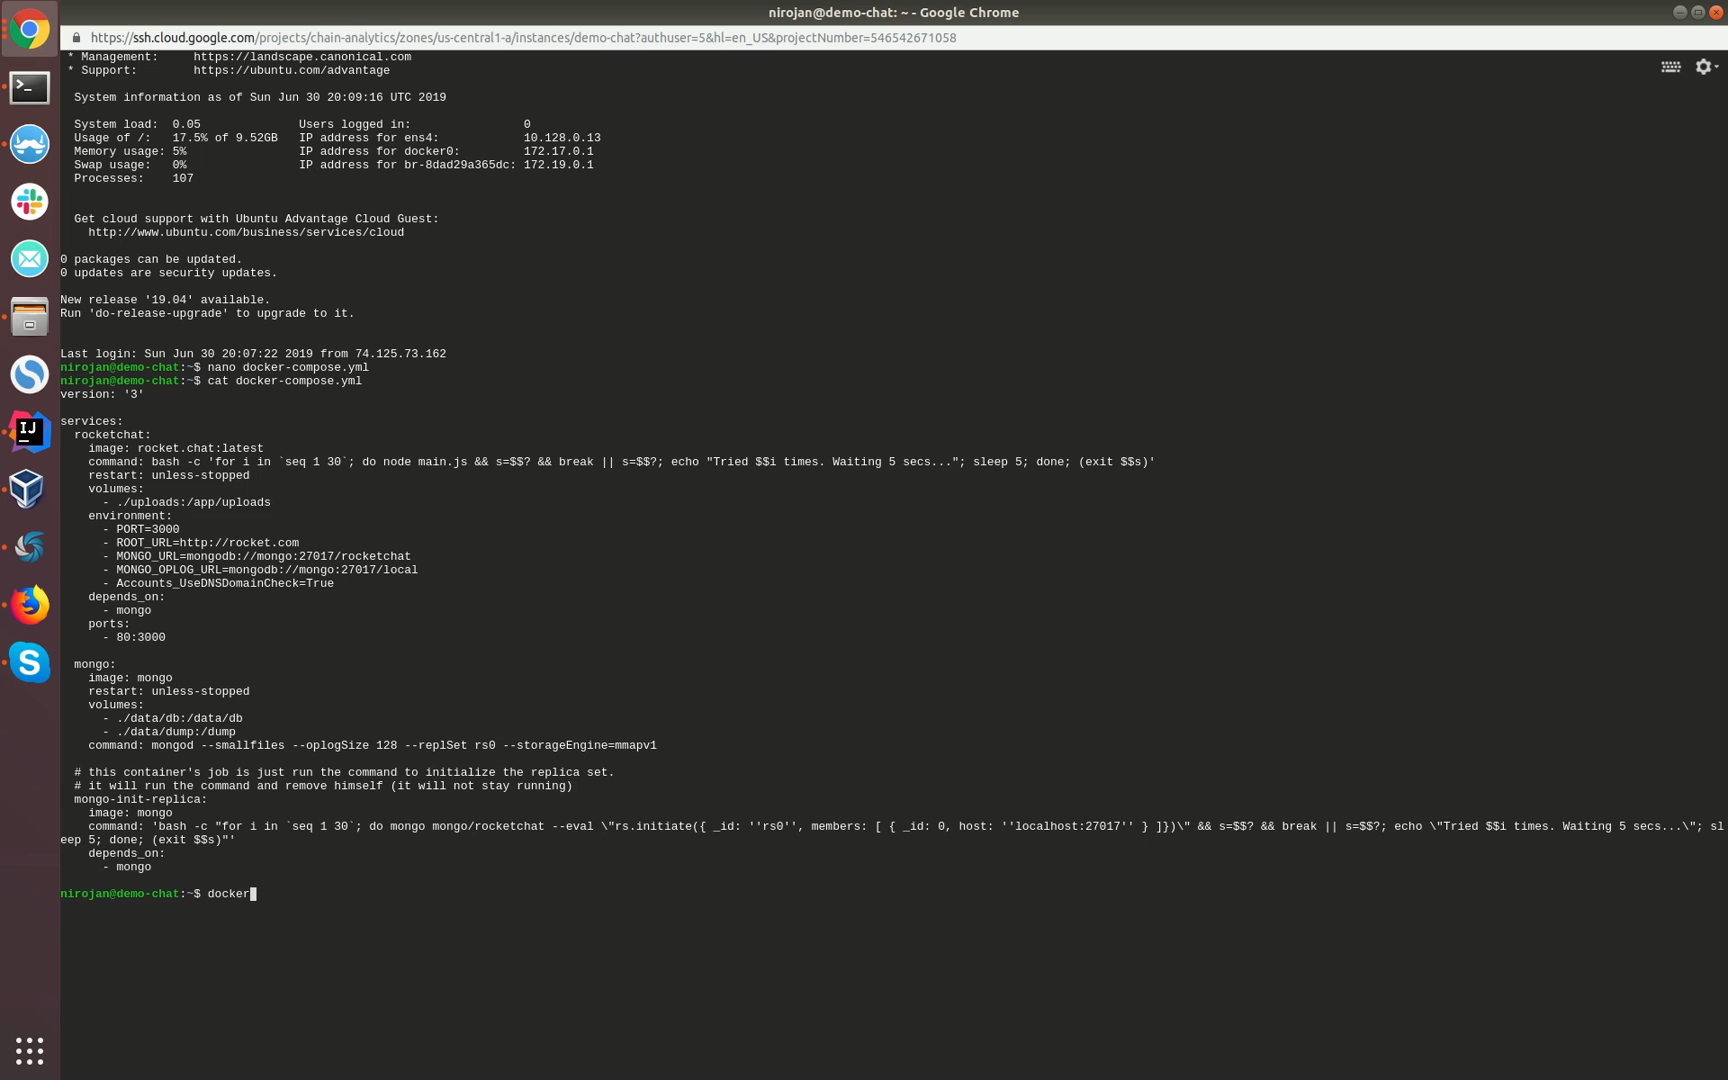 nirojan@demo-chat: ~ - Google Chrome
https://ssh.cloud.google.com/projects/chain-analytics/zones/us-central1-a/instances/demo-chat?authuser=5&hl=en_US&projectNumber=546542671058
* Management:     https://landscape.canonical.com
* Support:        https://ubuntu.com/advantage
System information as of Sun Jun 30 20:09:16 UTC 2019
System load:  0.05              Users logged in:                0
Usage of /:   17.5% of 9.52GB   IP address for ens4:            10.128.0.13
Memory usage: 5%                IP address for docker0:         172.17.0.1
Swap usage:   0%                IP address for br-8dad29a365dc: 172.19.0.1
Processes:    107
Get cloud support with Ubuntu Advantage Cloud Guest:
http://www.ubuntu.com/business/services/cloud
0 packages can be updated.
0 updates are security updates.
New release '19.04' available.
Run 'do-release-upgrade' to upgrade to it.
Last login: Sun Jun 30 20:07:22 2019 from 74.125.73.162
nirojan@demo-chat:~$ nano docker-compose.yml
nirojan@demo-chat:~$ cat docker-compose.yml
version: '3'
services:
rocketchat:
image: rocket.chat:latest
command: bash -c 'for i in `seq 1 30`; do node main.js && s=$$? && break || s=$$?; echo "Tried $$i times. Waiting 5 secs..."; sleep 5; done; (exit $$s)'
restart: unless-stopped
volumes:
- ./uploads:/app/uploads
environment:
- PORT=3000
- ROOT_URL=http://rocket.com
- MONGO_URL=mongodb://mongo:27017/rocketchat
- MONGO_OPLOG_URL=mongodb://mongo:27017/local
- Accounts_UseDNSDomainCheck=True
depends_on:
- mongo
ports:
- 80:3000
mongo:
image: mongo
restart: unless-stopped
volumes:
- ./data/db:/data/db
- ./data/dump:/dump
command: mongod --smallfiles --oplogSize 128 --replSet rs0 --storageEngine=mmapv1
# this container's job is just run the command to initialize the replica set.
# it will run the command and remove himself (it will not stay running)
mongo-init-replica:
image: mongo
command: 'bash -c "for i in `seq 1 30`; do mongo mongo/rocketchat --eval \"rs.initiate({ _id: ''rs0'', members: [ { _id: 0, host: ''localhost:27017'' } ]})\" && s=$$? && break || s=$$?; echo \"Tried $$i times. Waiting 5 secs...\"; sl
eep 5; done; (exit $$s)"'
depends_on:
- mongo
nirojan@demo-chat:~$ docker